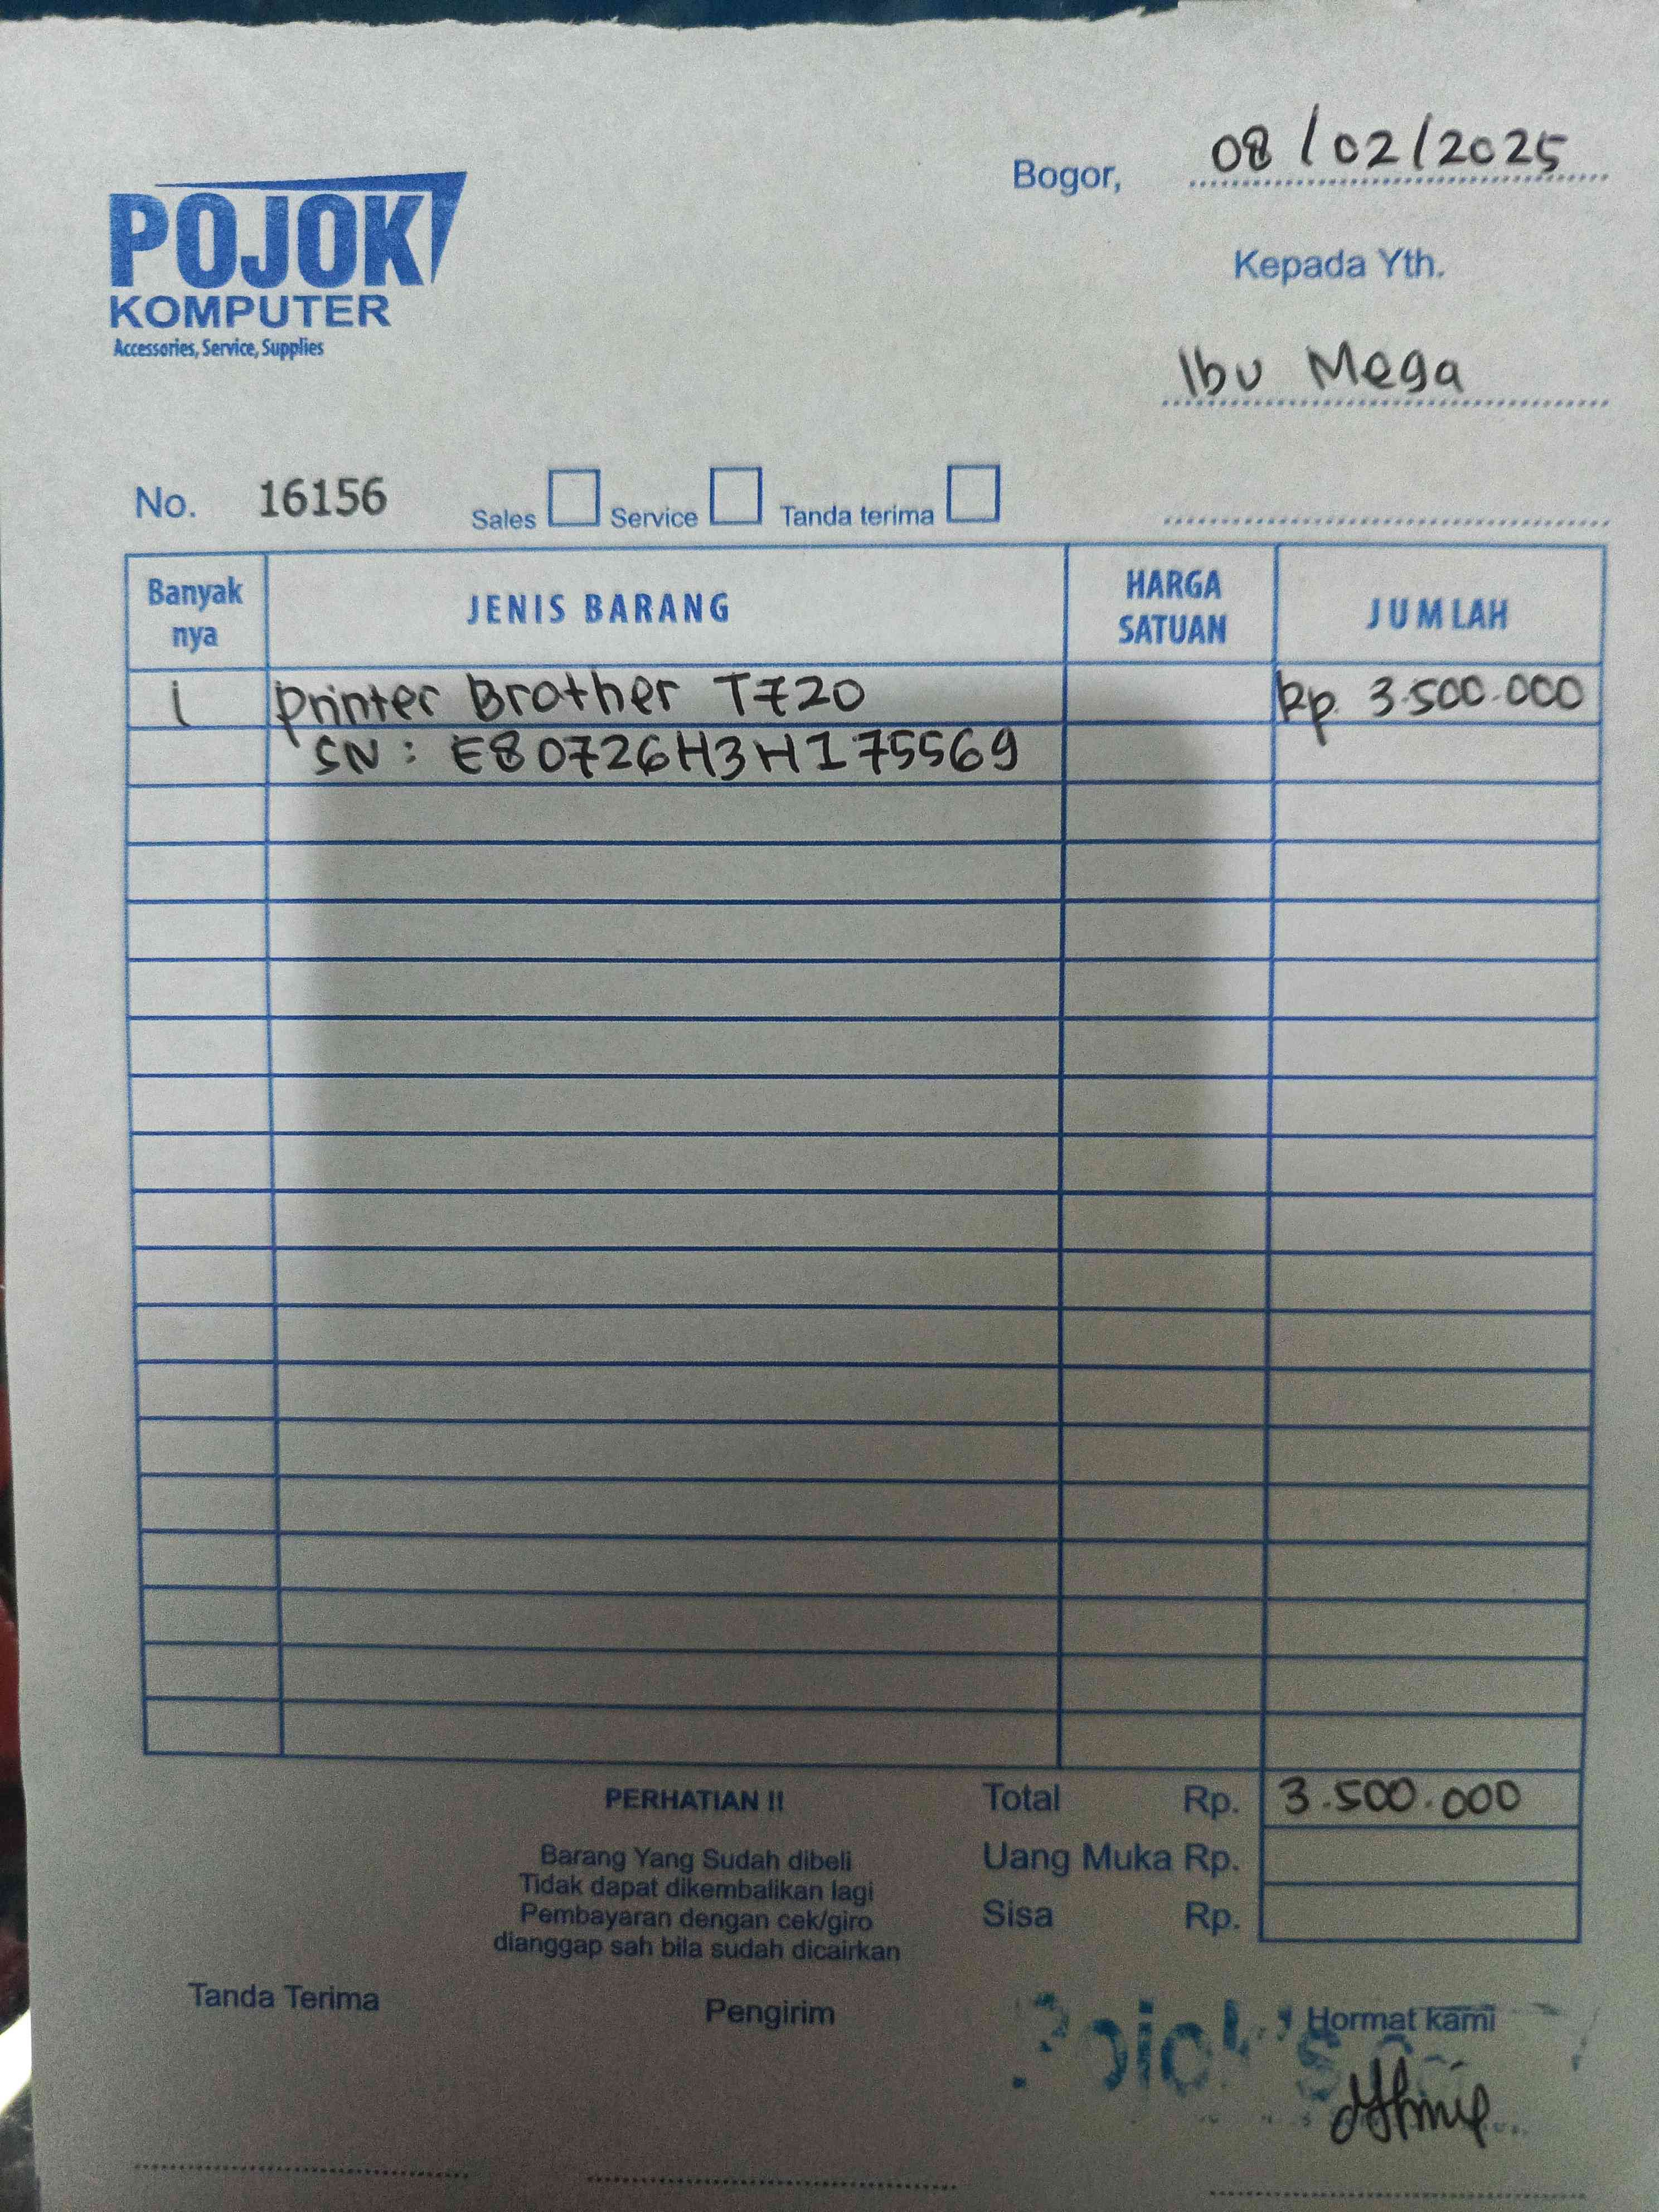 Bogor, 08/02/2025
POJOK
KOMPUTER
Accessories, Service, Supplies
Kepada Yth.
Ibu Mega
No. 16156 Sales Service Tanda terima
Banyak nya JENIS BARANG HARGA SATUAN JUMLAH
1 Printer Brother T720 Rp 3.500.000
SN : E80726H3H175569
PERHATIAN !!
Barang Yang Sudah dibeli
Tidak dapat dikembalikan lagi
Pembayaran dengan cek/giro
dianggap sah bila sudah dicairkan
Total Rp. 3.500.000
Uang Muka Rp.
Sisa Rp.
Tanda Terima Pengirim Hormat kami